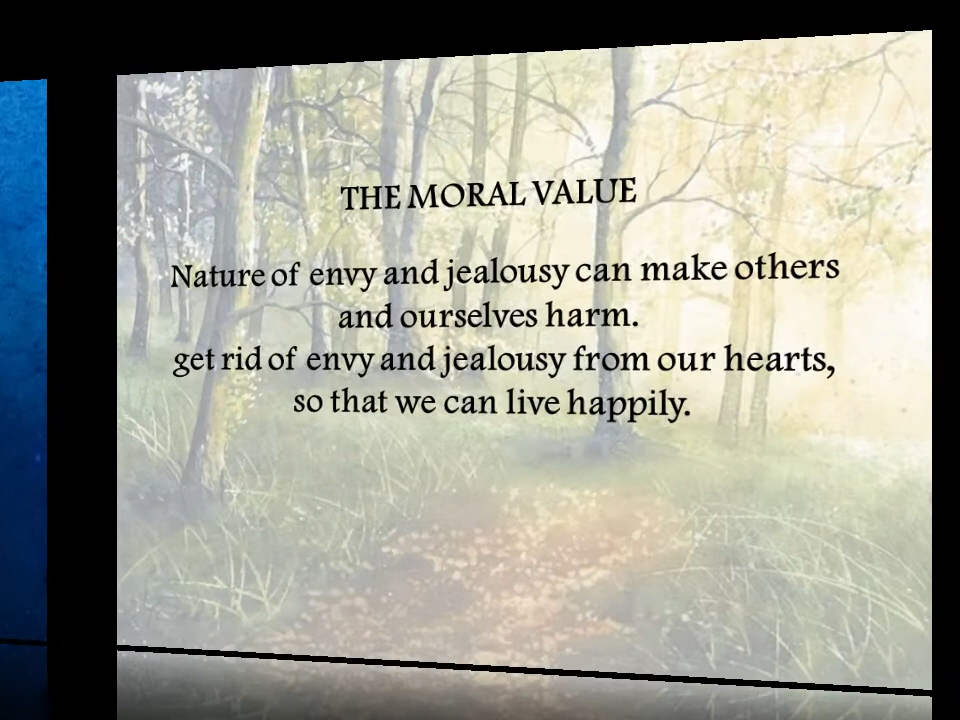 THE MORAL VALUE
Nature of envy and jealousy can make others
and ourselves harm.
get rid of envy and jealousy from our hearts,
so that we can live happily.